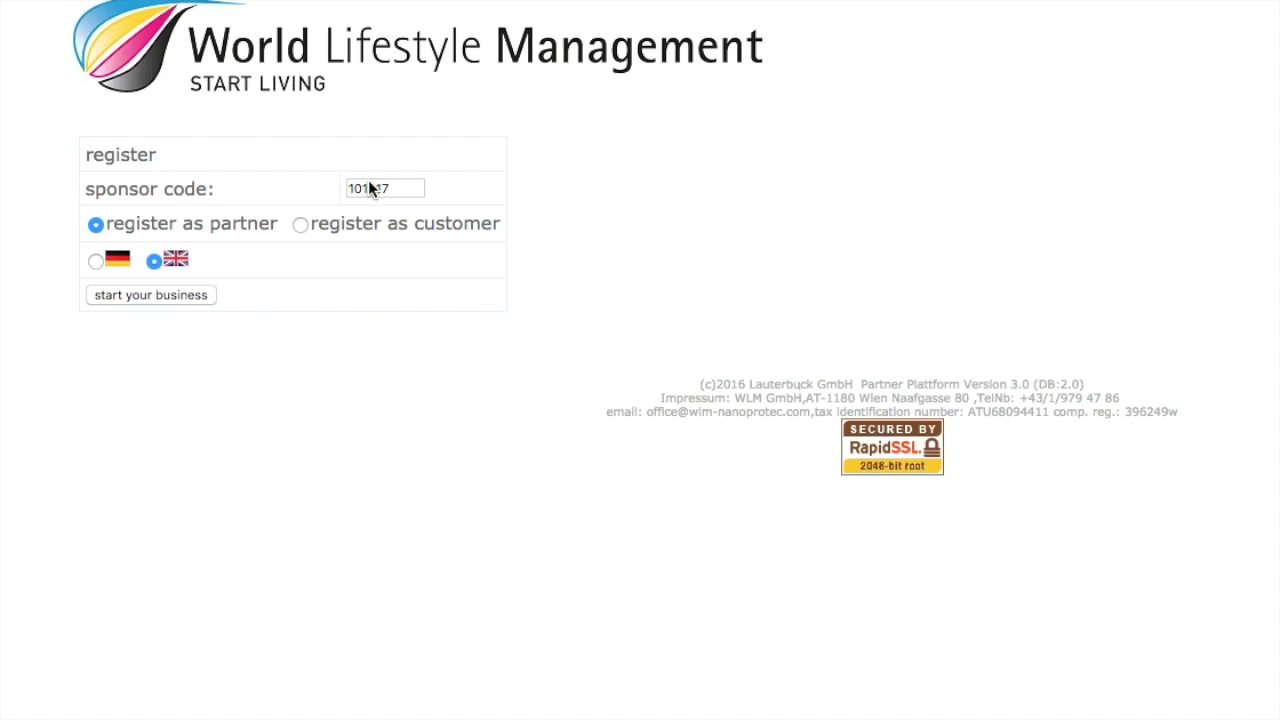 World Lifestyle Management
START LIVING
register
sponsor code:
register as partner register as customer
start your business
(c)2016 Lauterbyck GmbH Partner Plattform Version 3.0 (DB:2.0)
Impressum: WLM GmbH,AT-1180 Wien Naafgasse 80 ,TelNb: +43/1/979 47 86
email: office@wlm-nanoprotec.com,tax identification number: ATU68094411 comp. reg.: 396249w
SECURED BY
RapidSSL.
2048-bit root